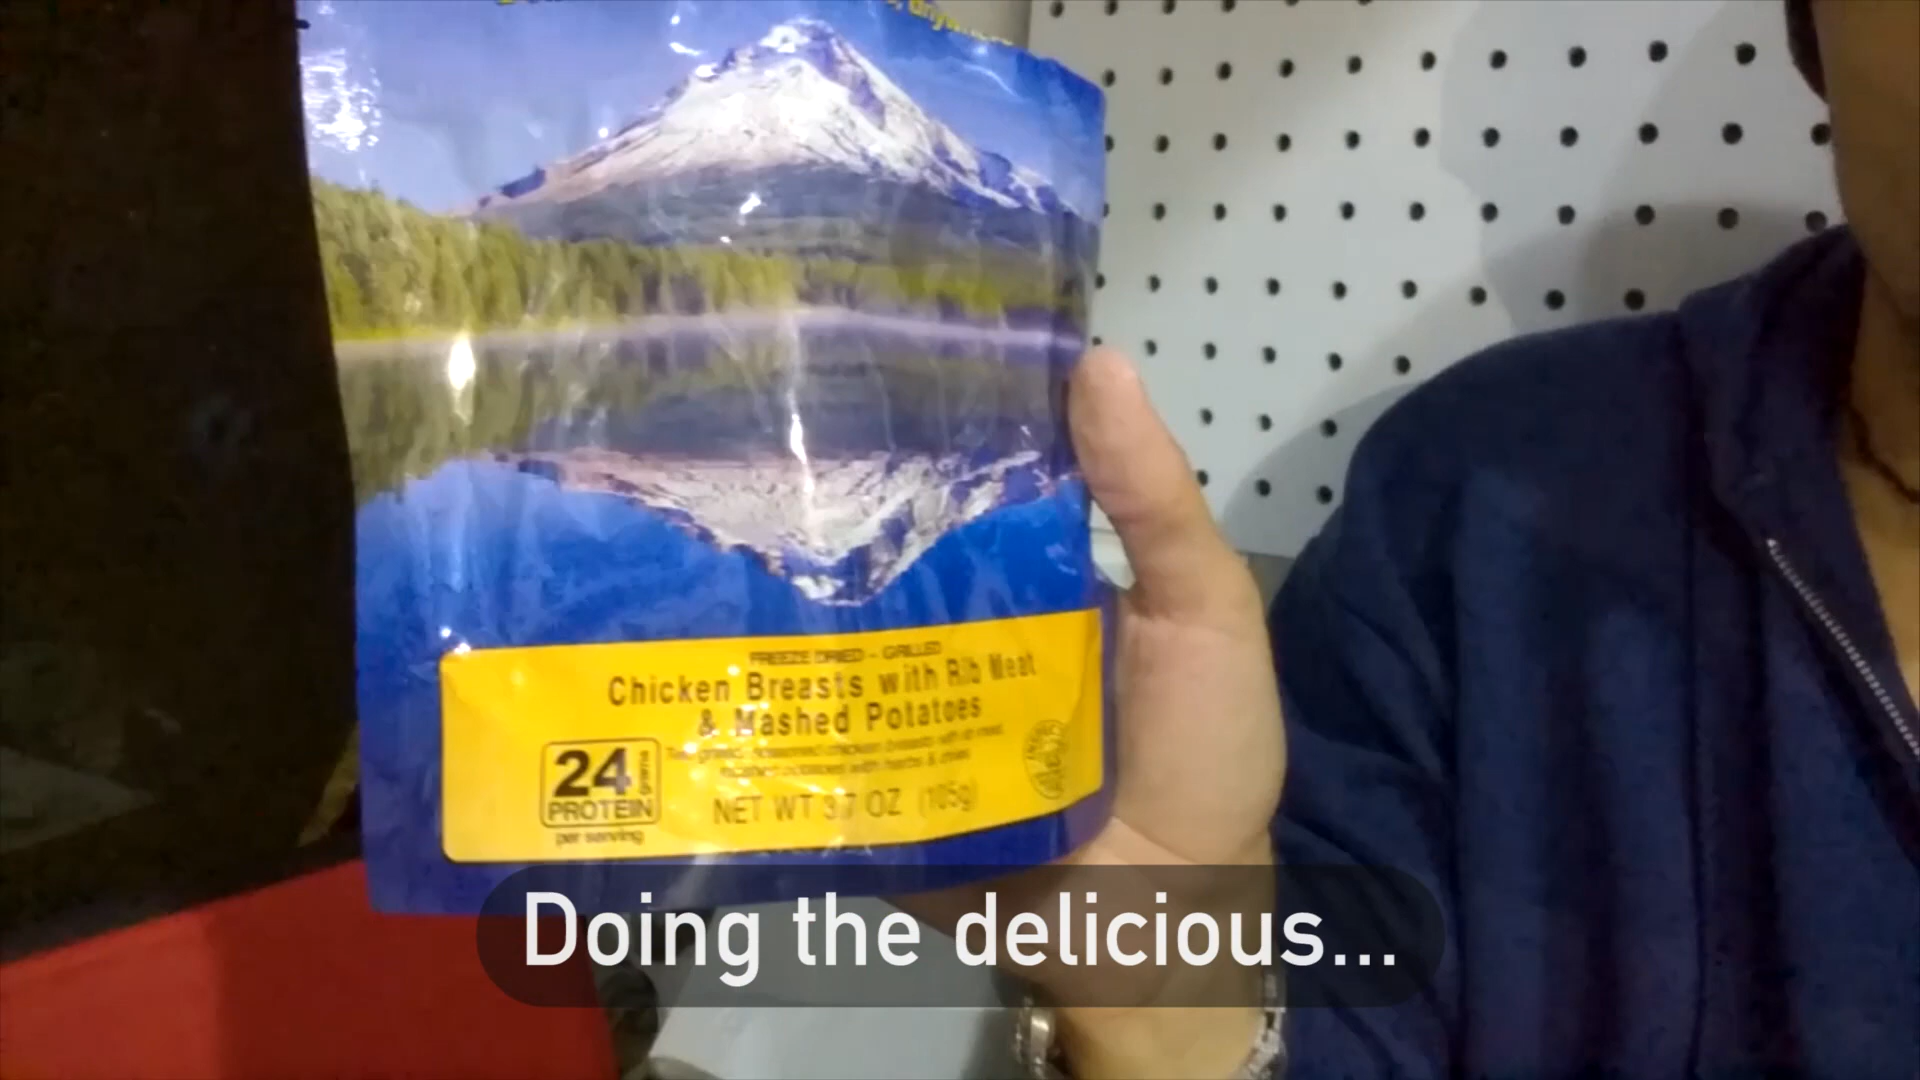 FREEZE DRIED - GRILLED
Chicken Breasts with Rib Meat
& Mashed Potatoes
24 grams
PROTEIN
per serving
NET WT 3.7 OZ (105g)
Doing the delicious...